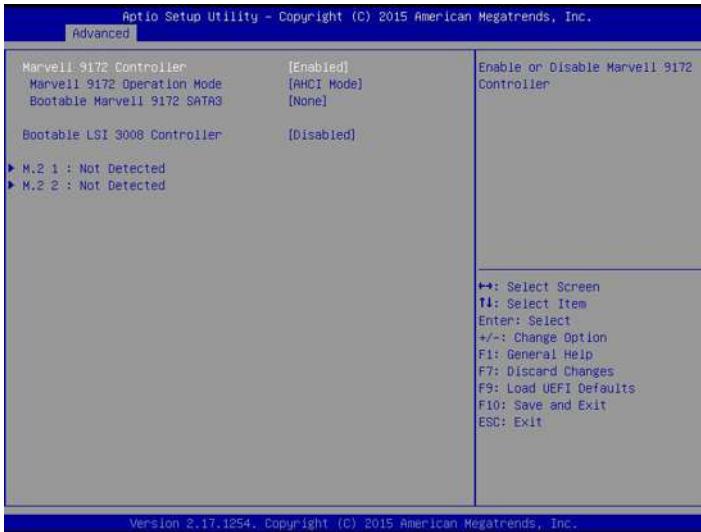 Aptio Setup Utility – Copyright (C) 2015 American Megatrends, Inc.
Advanced
Marvell 9172 Controller [Enabled]
Marvell 9172 Operation Mode [AHCI Mode]
Bootable Marvell 9172 SATA3 [None]
Bootable LSI 3008 Controller [Disabled]
▶ M.2 1 : Not Detected
▶ M.2 2 : Not Detected
Enable or Disable Marvell 9172
Controller
↔: Select Screen
↑↓: Select Item
Enter: Select
+/-: Change Option
F1: General Help
F7: Discard Changes
F9: Load UEFI Defaults
F10: Save and Exit
ESC: Exit
Version 2.17.1254. Copyright (C) 2015 American Megatrends, Inc.